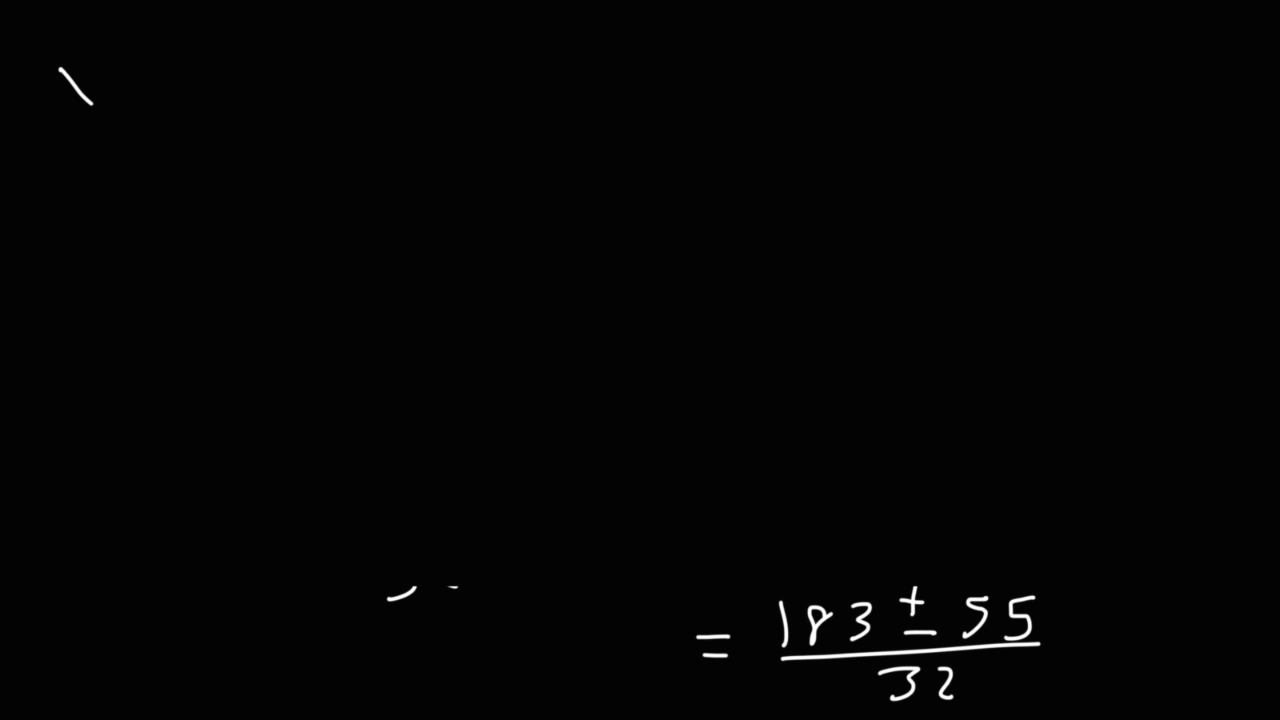 = 183 ± 55 / 32